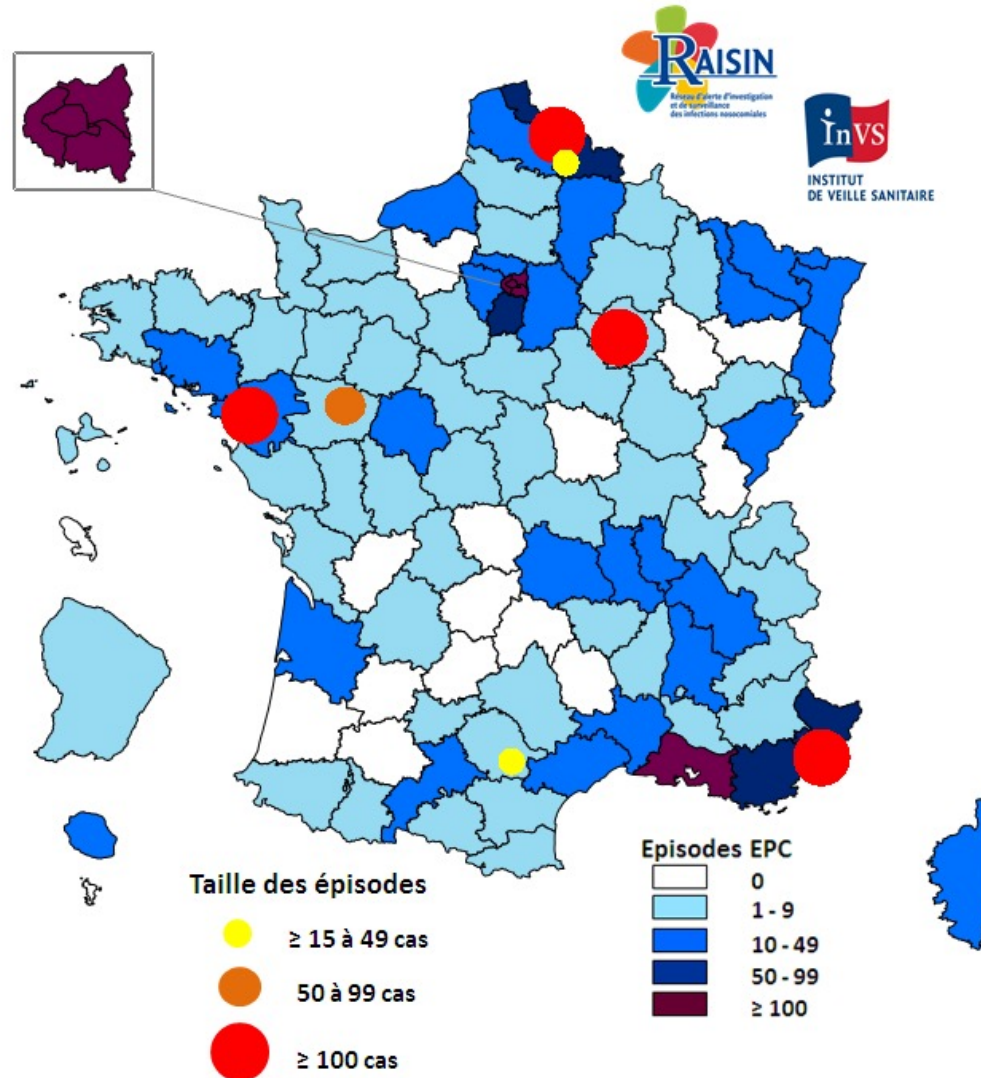 RAISIN
Réseau d'alerte d'investigation
et de surveillance
des infections nosocomiales
InVS
INSTITUT
DE VEILLE SANITAIRE
Taille des épisodes
≥ 15 à 49 cas
50 à 99 cas
≥ 100 cas
Episodes EPC
0
1 - 9
10 - 49
50 - 99
≥ 100